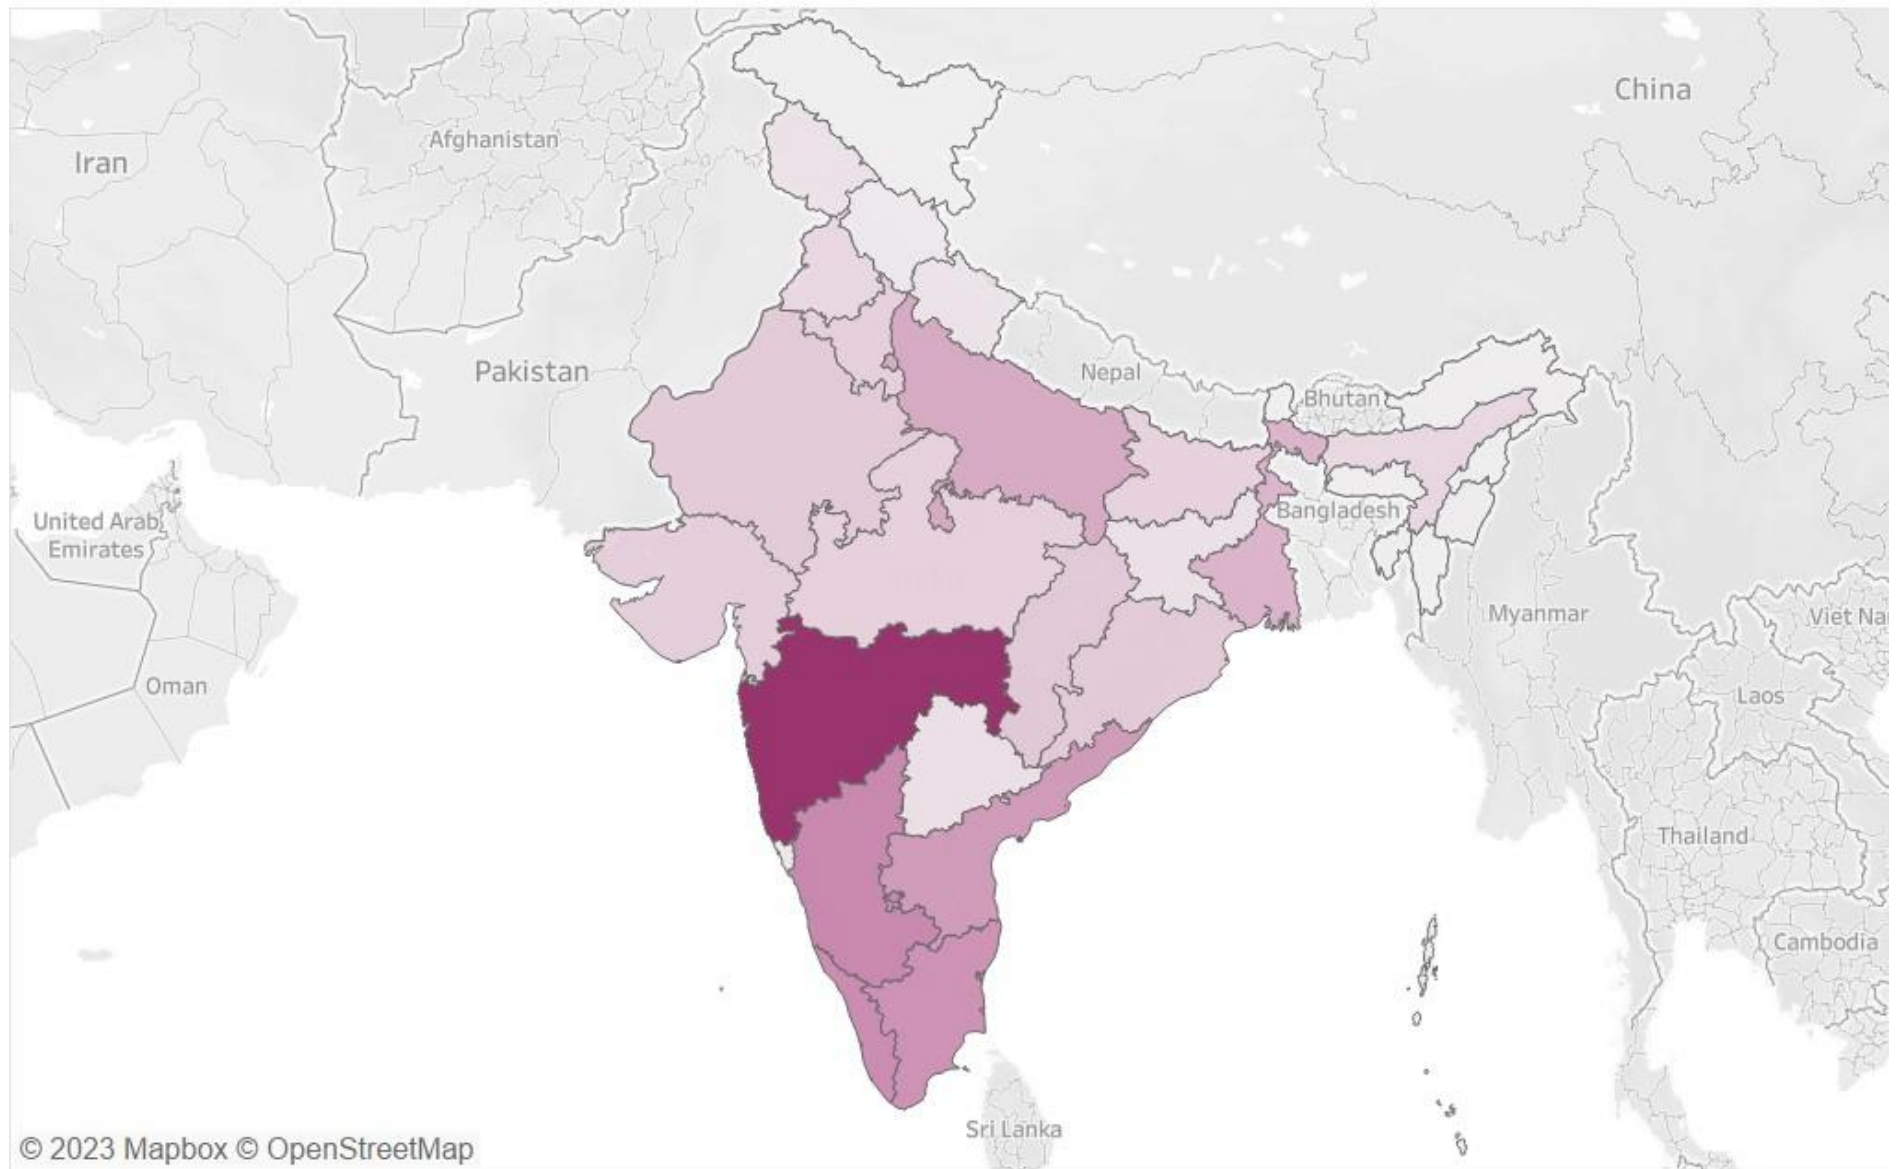 China
Afghanistan
Iran
Pakistan
Nepal
Bhutan
United Arab
Emirates
Bangladesh
Myanmar
Viet Na
Oman
Laos
Thailand
Cambodia
Sri Lanka
© 2023 Mapbox © OpenStreetMap